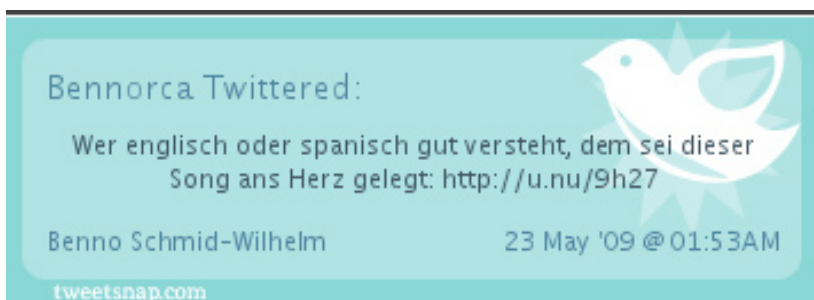 Bennorca Twittered:
Wer englisch oder spanisch gut versteht, dem sei dieser
Song ans Herz gelegt: http://u.nu/9h27
Benno Schmid-Wilhelm 23 May '09 @ 01:53AM
tweetsnap.com